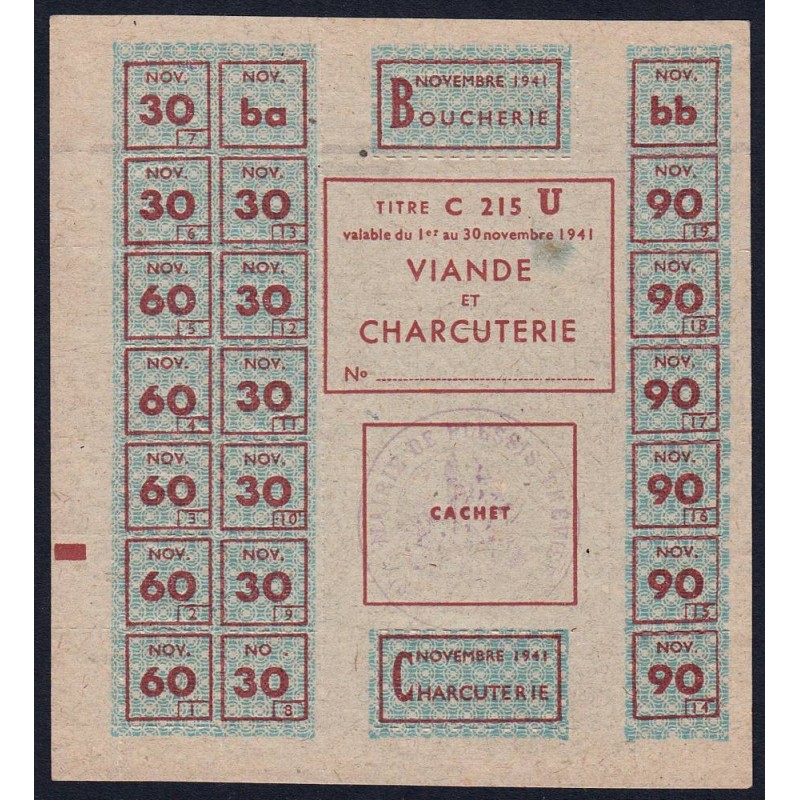 NOV. NOV.
30 ba
7
NOV. NOV.
30 30
6 13
NOV. NOV.
60 30
5 12
NOV. NOV.
60 30
4 11
NOV. NOV.
60 30
3 10
NOV. NOV.
60 30
2 9
NOV. NO
60 30
1 8
NOVEMBRE 1941
BOUCHERIE
TITRE C 215 U
valable du 1er au 30 novembre 1941
VIANDE
ET
CHARCUTERIE
No
MAIRIE DE PLESSIS
CACHET
NOVEMBRE 1941
CHARCUTERIE
NOV.
bb
NOV.
90
19
NOV.
90
18
NOV.
90
17
NOV.
90
16
NOV.
90
15
NOV.
90
14